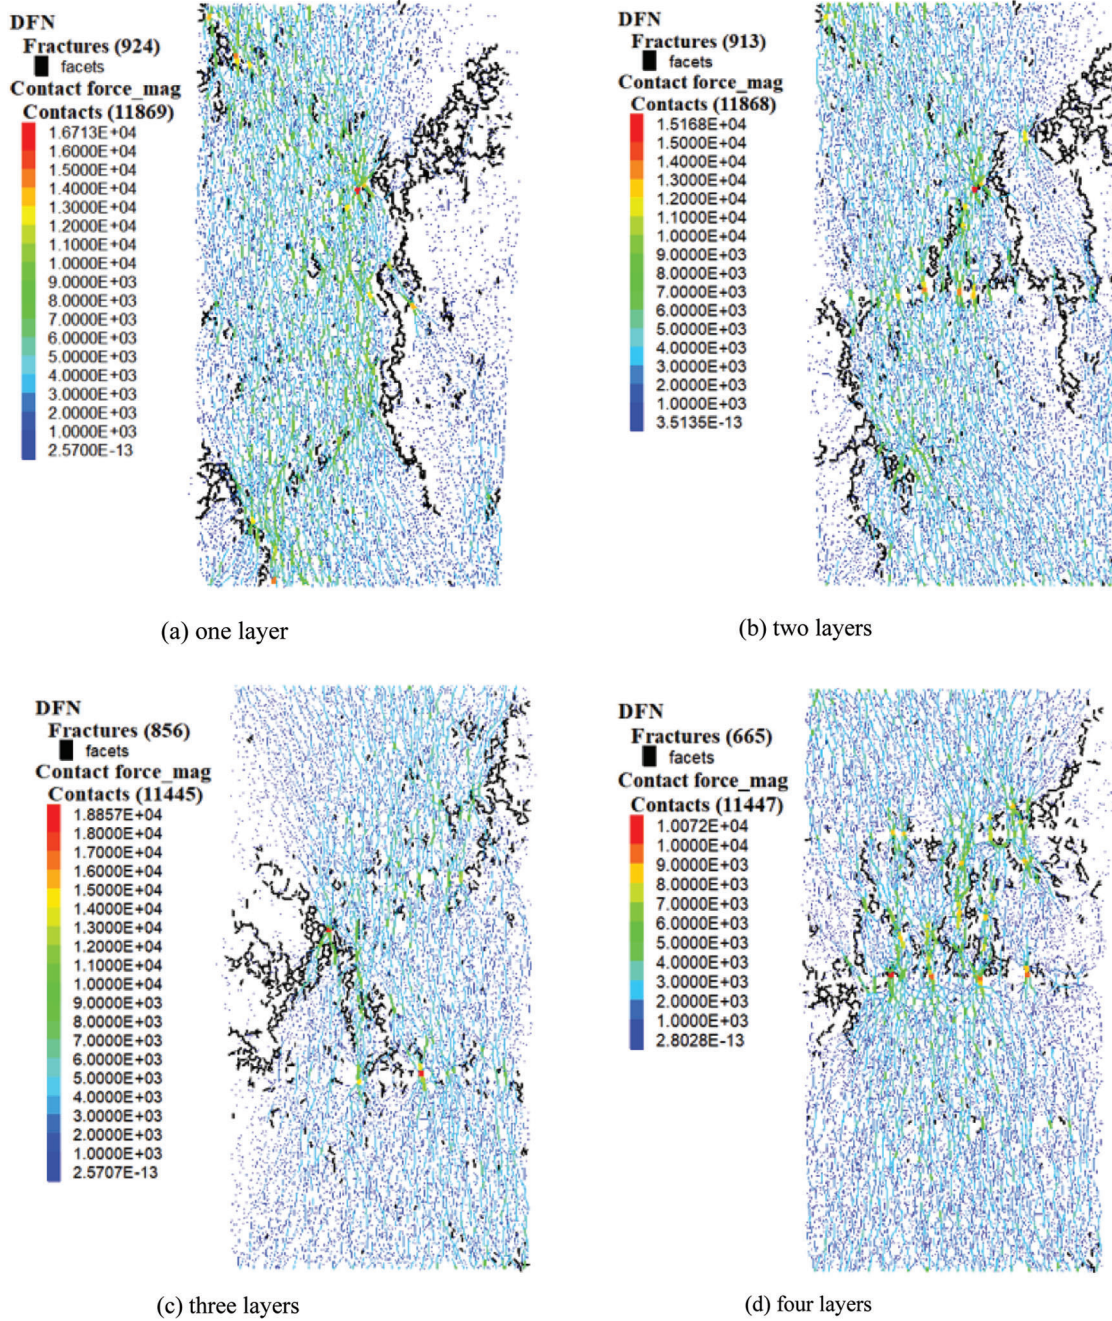 DFN
Fractures (924)
facets
Contact force_mag
Contacts (11869)
1.6713E+04
1.6000E+04
1.5000E+04
1.4000E+04
1.3000E+04
1.2000E+04
1.1000E+04
1.0000E+04
9.0000E+03
8.0000E+03
7.0000E+03
6.0000E+03
5.0000E+03
4.0000E+03
3.0000E+03
2.0000E+03
1.0000E+03
2.5700E-13
(a) one layer
DFN
Fractures (913)
facets
Contact force_mag
Contacts (11868)
1.5168E+04
1.5000E+04
1.4000E+04
1.3000E+04
1.2000E+04
1.1000E+04
1.0000E+04
9.0000E+03
8.0000E+03
7.0000E+03
6.0000E+03
5.0000E+03
4.0000E+03
3.0000E+03
2.0000E+03
1.0000E+03
3.5135E-13
(b) two layers
DFN
Fractures (856)
facets
Contact force_mag
Contacts (11445)
1.8857E+04
1.8000E+04
1.7000E+04
1.6000E+04
1.5000E+04
1.4000E+04
1.3000E+04
1.2000E+04
1.1000E+04
1.0000E+04
9.0000E+03
8.0000E+03
7.0000E+03
6.0000E+03
5.0000E+03
4.0000E+03
3.0000E+03
2.0000E+03
1.0000E+03
2.5707E-13
(c) three layers
DFN
Fractures (665)
facets
Contact force_mag
Contacts (11447)
1.0072E+04
1.0000E+04
9.0000E+03
8.0000E+03
7.0000E+03
6.0000E+03
5.0000E+03
4.0000E+03
3.0000E+03
2.0000E+03
1.0000E+03
2.8028E-13
(d) four layers